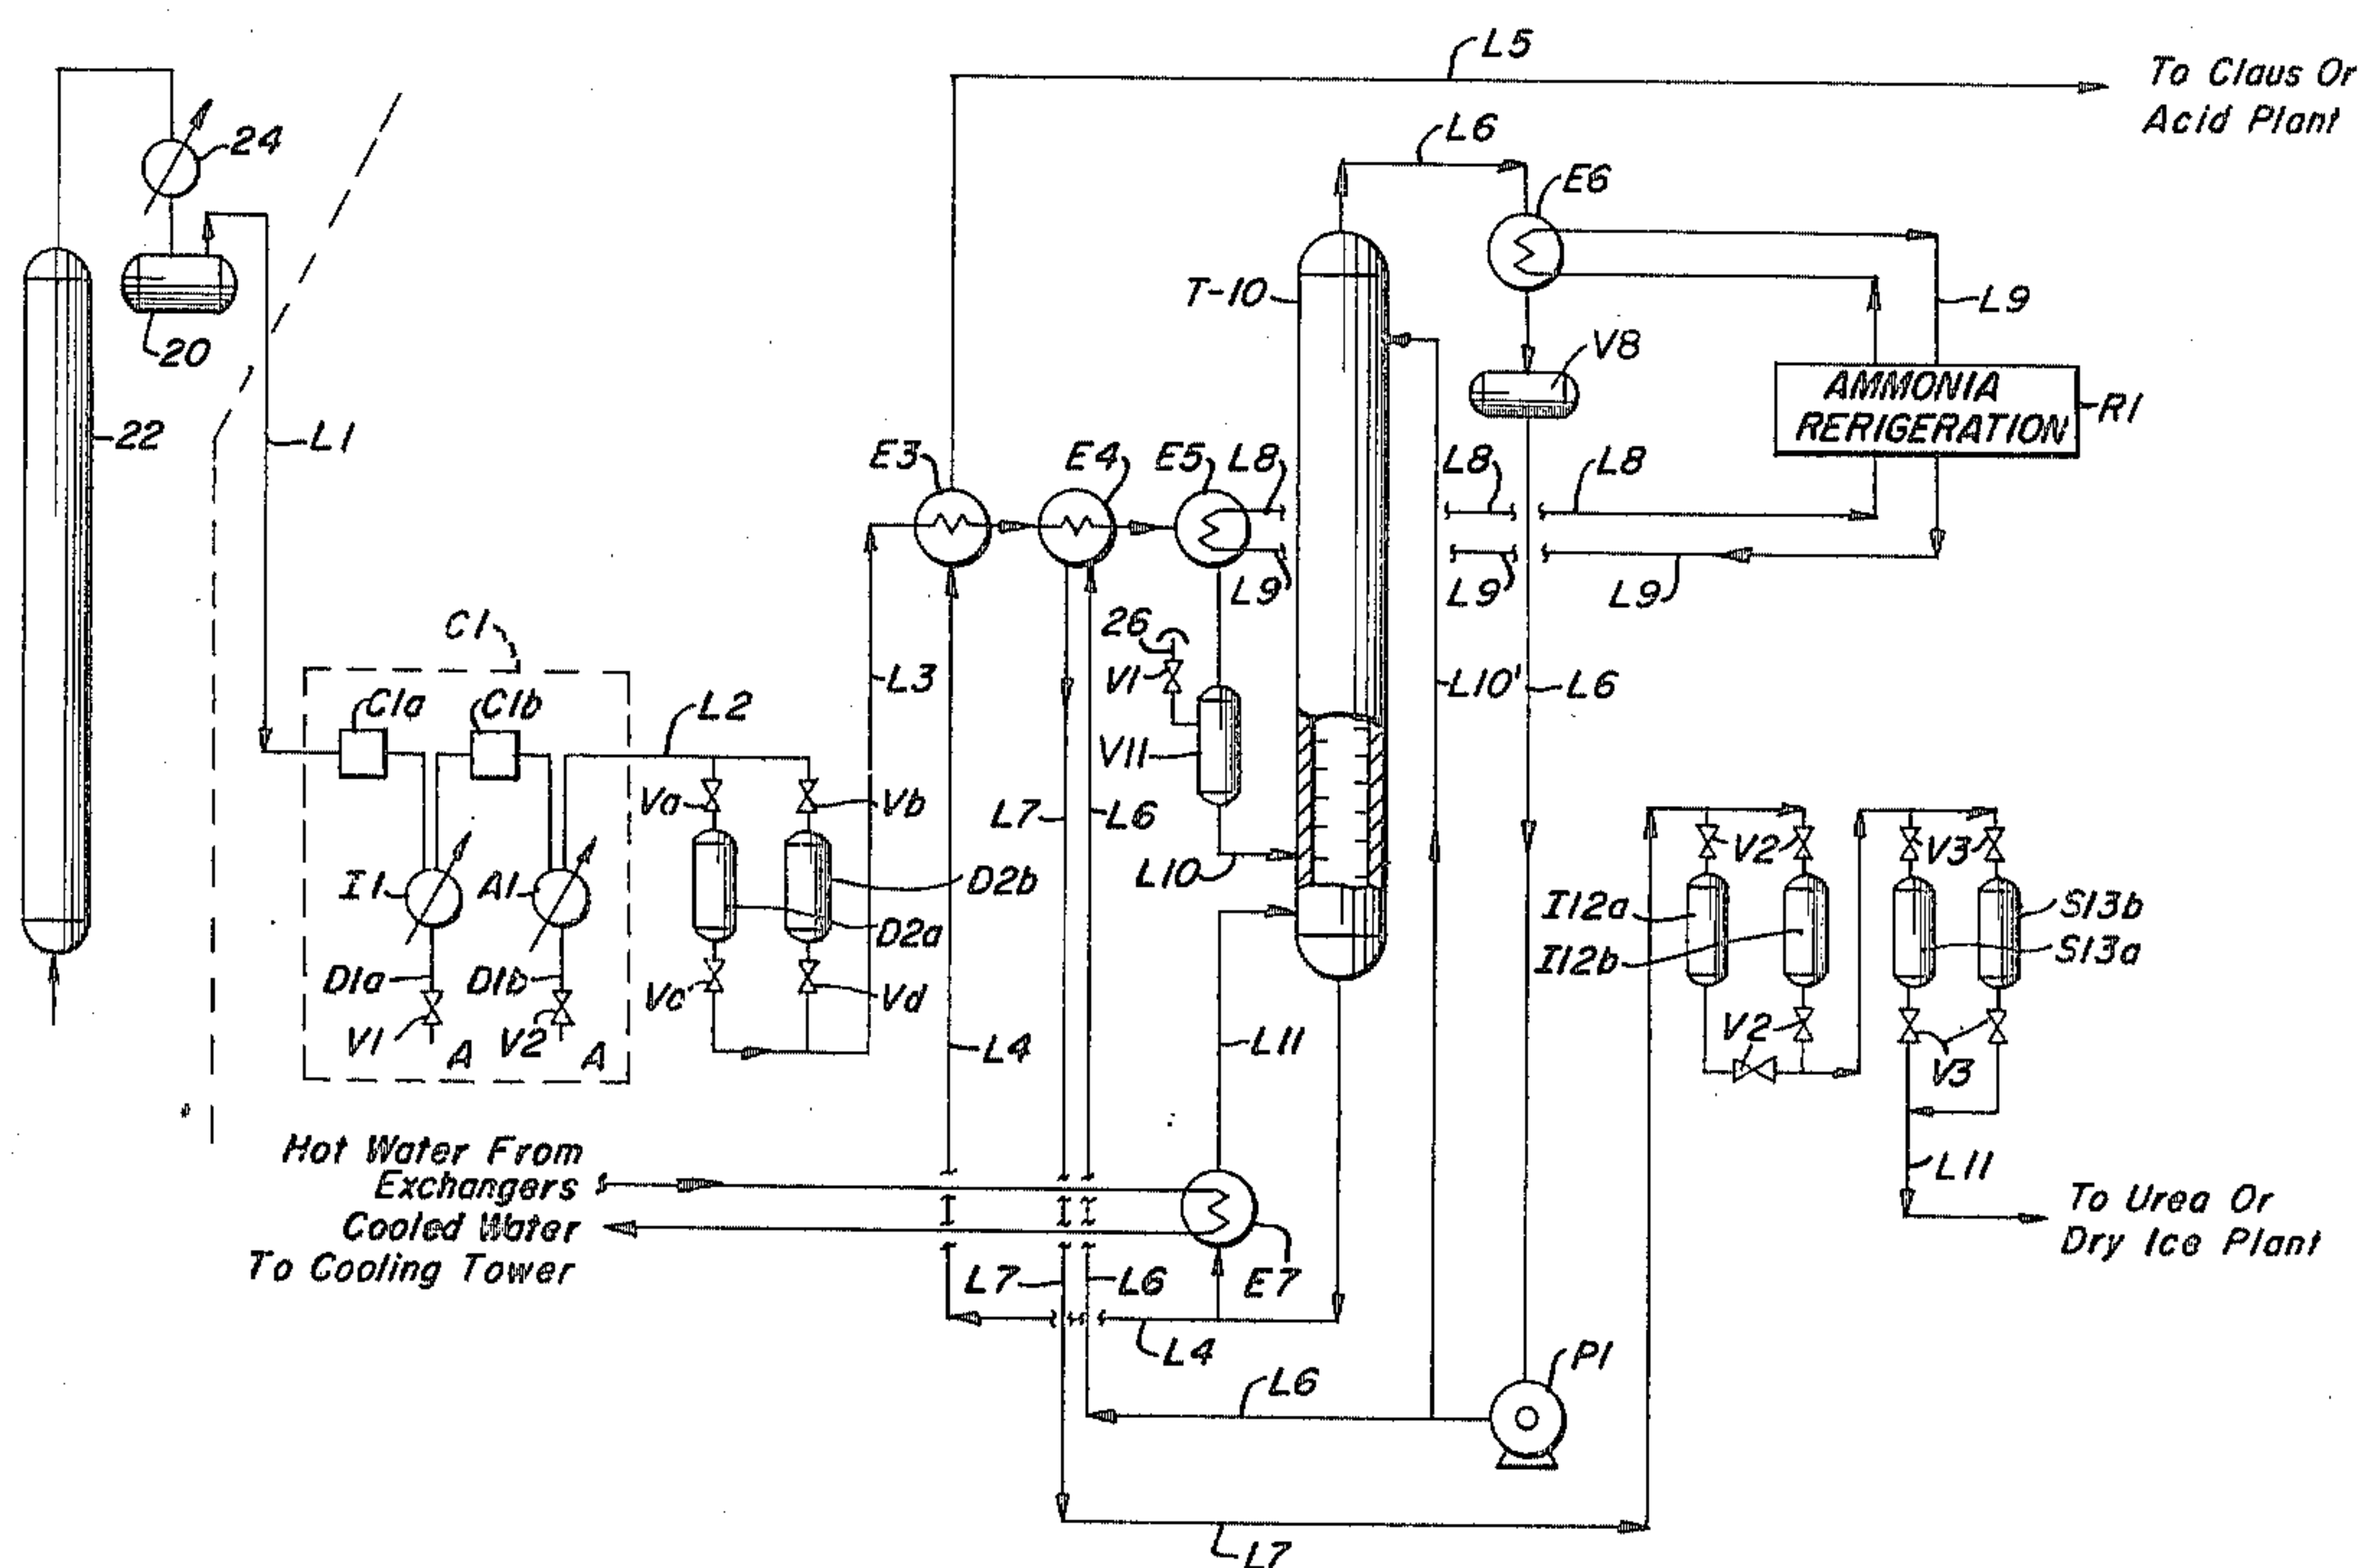 L5
To Claus Or
Acid Plant
24
L6
E6
T-10
L9
20
V8
AMMONIA
RERIGERATION
R1
22
L1
E3
E4
E5
L8
L8
L8
L9
L9
L9
C1
26
V1
L3
L10'
L6
C1a
C1b
L2
V11
Va
Vb
L7
L6
L10
V2
V3
I1
A1
D2b
D2a
I12a
I12b
S13b
S13a
D1a
D1b
Vc
Vd
V1
A
V2
A
L4
L11
V2
V3
Hot Water From
Exchangers
Cooled Water
To Cooling Tower
L11
To Urea Or
Dry Ice Plant
L7
L6
E7
L4
P1
L6
L7